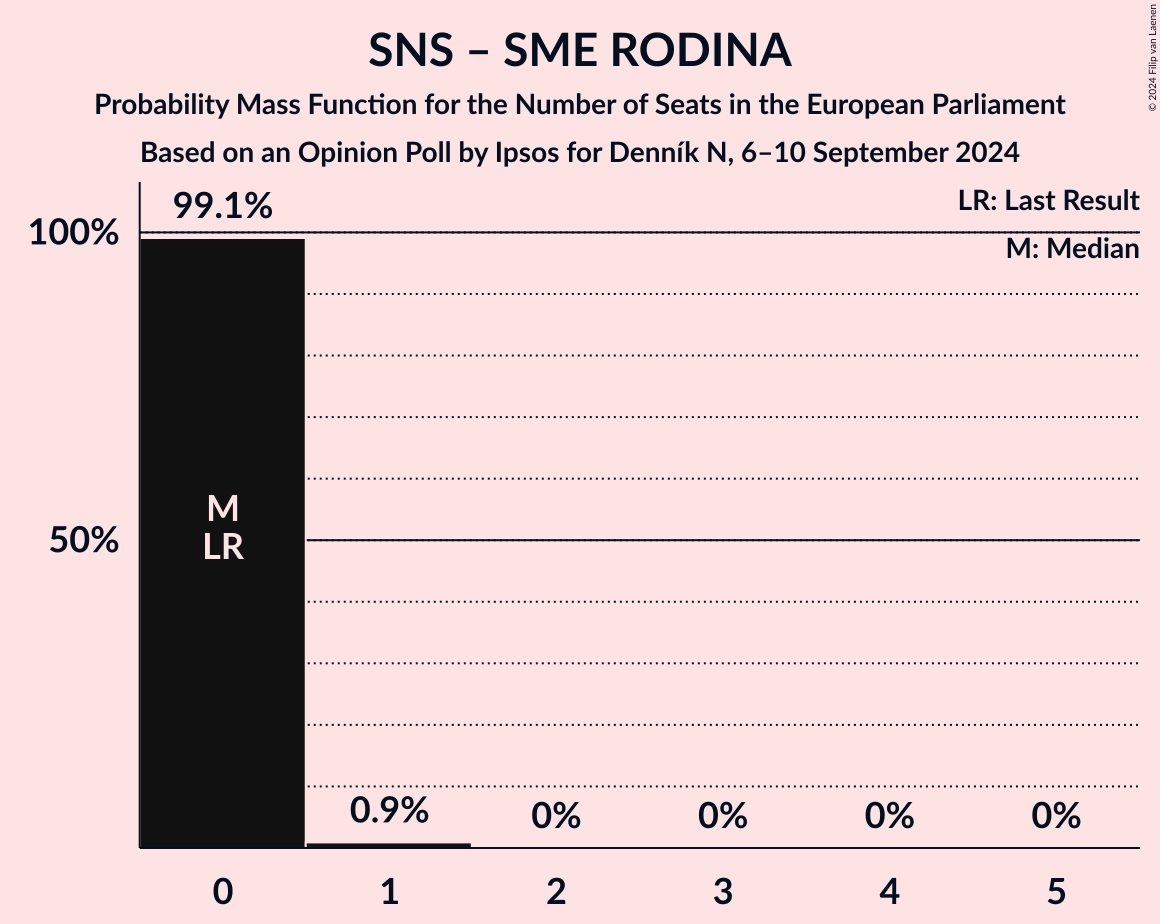 SNS – SME RODINA
Probability Mass Function for the Number of Seats in the European Parliament
Based on an Opinion Poll by Ipsos for Denník N, 6–10 September 2024
© 2024 Filip van Laenen
LR: Last Result
M: Median
99.1%
100%
M
LR
50%
0.9%
0%
0%
0%
0%
0
1
2
3
4
5